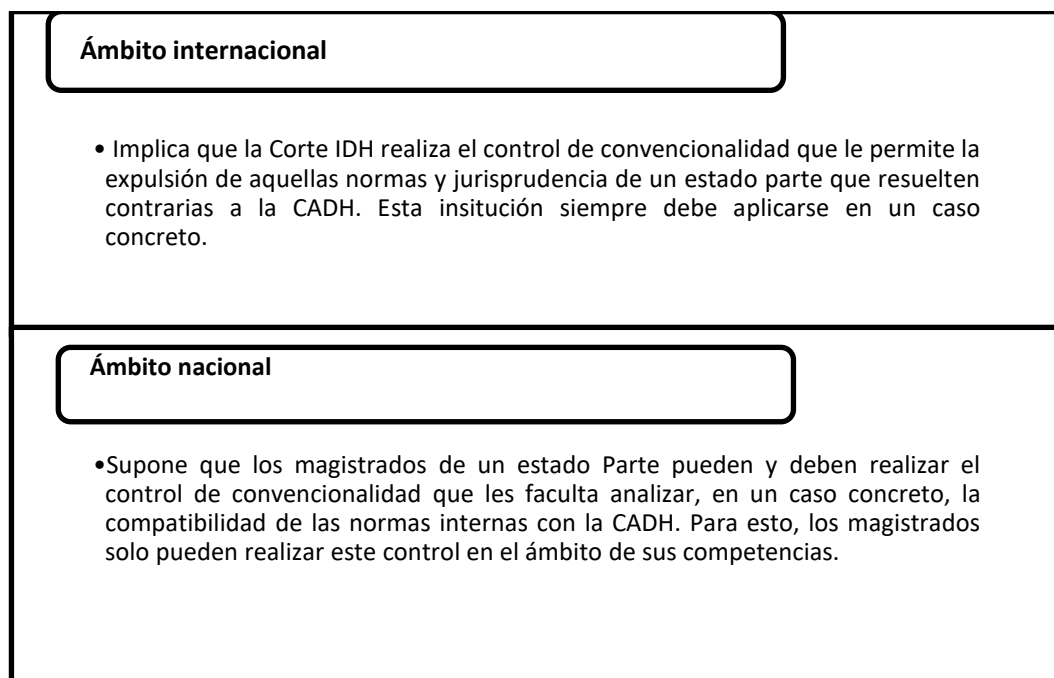 Ámbito internacional
• Implica que la Corte IDH realiza el control de convencionalidad que le permite la
expulsión de aquellas normas y jurisprudencia de un estado parte que resuelten
contrarias a la CADH. Esta insitución siempre debe aplicarse en un caso
concreto.
Ámbito nacional
•Supone que los magistrados de un estado Parte pueden y deben realizar el
control de convencionalidad que les faculta analizar, en un caso concreto, la
compatibilidad de las normas internas con la CADH. Para esto, los magistrados
solo pueden realizar este control en el ámbito de sus competencias.